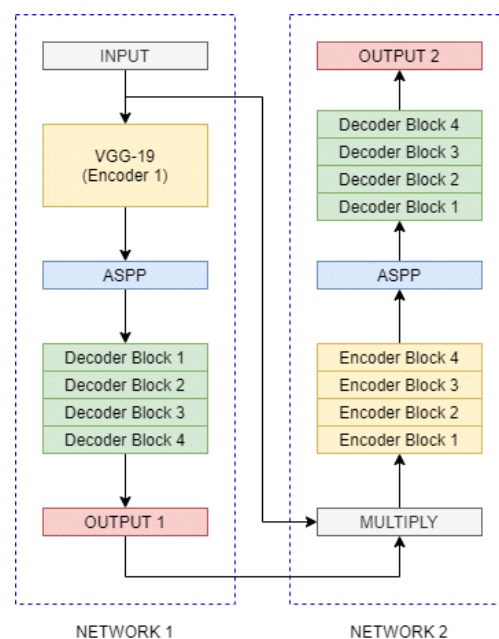 INPUT
VGG-19
(Encoder 1)
ASPP
Decoder Block 1
Decoder Block 2
Decoder Block 3
Decoder Block 4
OUTPUT 1
NETWORK 1
OUTPUT 2
Decoder Block 4
Decoder Block 3
Decoder Block 2
Decoder Block 1
ASPP
Encoder Block 4
Encoder Block 3
Encoder Block 2
Encoder Block 1
MULTIPLY
NETWORK 2